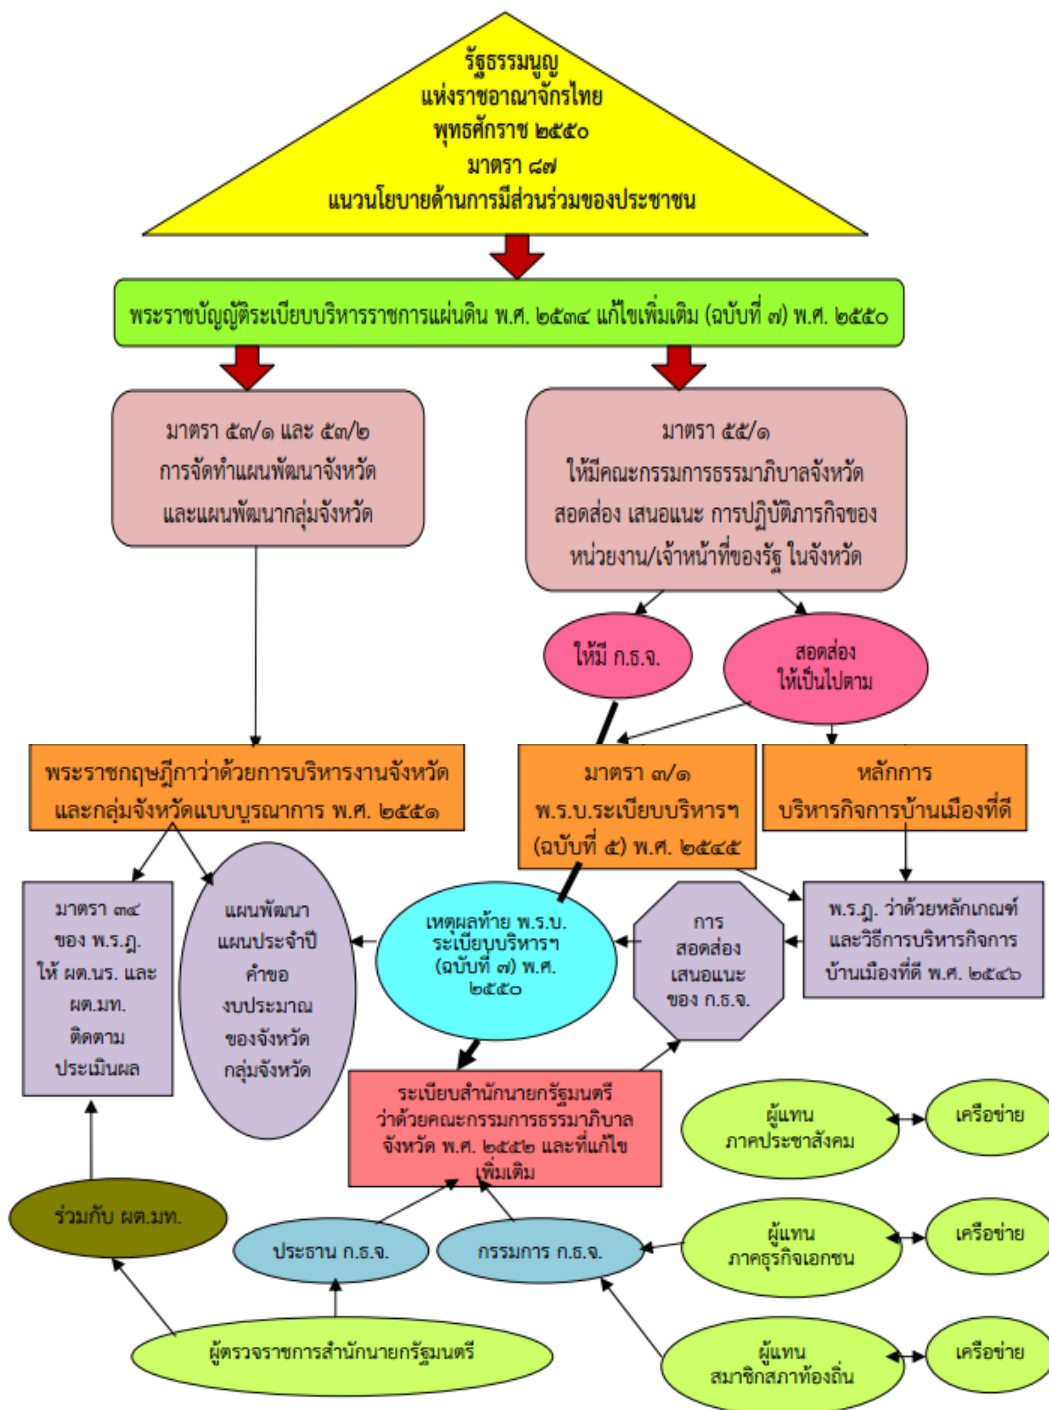 รัฐธรรมนูญ
แห่งราชอาณาจักรไทย
พุทธศักราช ๒๕๕๐
มาตรา ๘๗
แนวนโยบายด้านการมีส่วนร่วมของประชาชน
พระราชบัญญัติระเบียบบริหารราชการแผ่นดิน พ.ศ. ๒๕๓๔ แก้ไขเพิ่มเติม (ฉบับที่ ๗) พ.ศ. ๒๕๕๐
มาตรา ๕๓/๑ และ ๕๓/๒
การจัดทำแผนพัฒนาจังหวัด
และแผนพัฒนากลุ่มจังหวัด
มาตรา ๕๕/๑
ให้มีคณะกรรมการธรรมาภิบาลจังหวัด
สอดส่อง เสนอแนะ การปฏิบัติภารกิจของ
หน่วยงาน/เจ้าหน้าที่ของรัฐ ในจังหวัด
ให้มี ก.ธ.จ.
สอดส่อง
ให้เป็นไปตาม
พระราชกฤษฎีกาว่าด้วยการบริหารงานจังหวัด
และกลุ่มจังหวัดแบบบูรณาการ พ.ศ. ๒๕๕๑
มาตรา ๓/๑
พ.ร.บ.ระเบียบบริหารฯ
(ฉบับที่ ๕) พ.ศ. ๒๕๔๕
หลักการ
บริหารกิจการบ้านเมืองที่ดี
มาตรา ๓๔
ของ พ.ร.ฎ.
ให้ ผต.นร. และ
ผต.มท.
ติดตาม
ประเมินผล
แผนพัฒนา
แผนประจำปี
คำขอ
งบประมาณ
ของจังหวัด
กลุ่มจังหวัด
เหตุผลท้าย พ.ร.บ.
ระเบียบบริหารฯ
(ฉบับที่ ๗) พ.ศ.
๒๕๕๐
การ
สอดส่อง
เสนอแนะ
ของ ก.ธ.จ.
พ.ร.ฎ. ว่าด้วยหลักเกณฑ์
และวิธีการบริหารกิจการ
บ้านเมืองที่ดี พ.ศ. ๒๕๔๖
ระเบียบสำนักนายกรัฐมนตรี
ว่าด้วยคณะกรรมการธรรมาภิบาล
จังหวัด พ.ศ. ๒๕๕๒ และที่แก้ไข
เพิ่มเติม
ผู้แทน
ภาคประชาสังคม
เครือข่าย
ร่วมกับ ผต.มท.
ประธาน ก.ธ.จ.
กรรมการ ก.ธ.จ.
ผู้แทน
ภาคธุรกิจเอกชน
เครือข่าย
ผู้ตรวจราชการสำนักนายกรัฐมนตรี
ผู้แทน
สมาชิกสภาท้องถิ่น
เครือข่าย